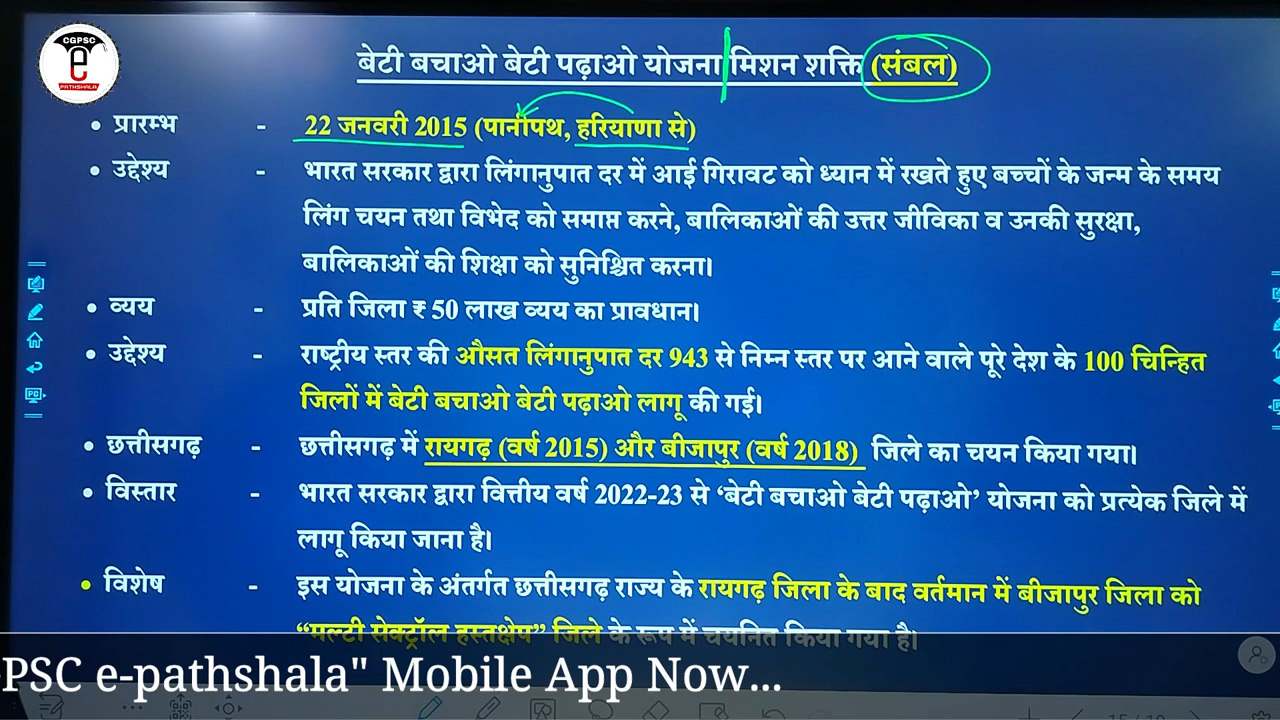 CGPSC
e
PATHSHALA
बेटी बचाओ बेटी पढ़ाओ योजना मिशन शक्ति (संबल)
• प्रारम्भ - 22 जनवरी 2015 (पानीपथ, हरियाणा से)
• उद्देश्य - भारत सरकार द्वारा लिंगानुपात दर में आई गिरावट को ध्यान में रखते हुए बच्चों के जन्म के समय
लिंग चयन तथा विभेद को समाप्त करने, बालिकाओं की उत्तर जीविका व उनकी सुरक्षा,
बालिकाओं की शिक्षा को सुनिश्चित करना।
• व्यय - प्रति जिला ₹ 50 लाख व्यय का प्रावधान।
• उद्देश्य - राष्ट्रीय स्तर की औसत लिंगानुपात दर 943 से निम्न स्तर पर आने वाले पूरे देश के 100 चिन्हित
जिलों में बेटी बचाओ बेटी पढ़ाओ लागू की गई।
• छत्तीसगढ़ - छत्तीसगढ़ में रायगढ़ (वर्ष 2015) और बीजापुर (वर्ष 2018) जिले का चयन किया गया।
• विस्तार - भारत सरकार द्वारा वित्तीय वर्ष 2022-23 से ‘बेटी बचाओ बेटी पढ़ाओ’ योजना को प्रत्येक जिले में
लागू किया जाना है।
• विशेष - इस योजना के अंतर्गत छत्तीसगढ़ राज्य के रायगढ़ जिला के बाद वर्तमान में बीजापुर जिला को
“मल्टी सेक्ट्रॉल हस्तक्षेप” जिले के रूप में चयनित किया गया है।
PSC e-pathshala" Mobile App Now...